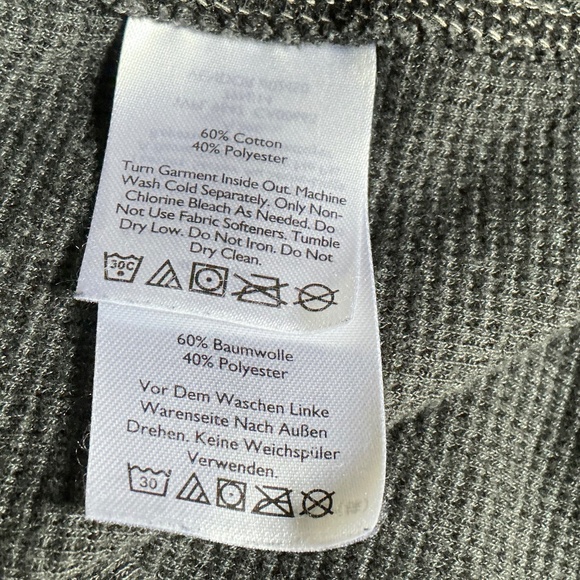 60% Cotton
40% Polyester
Turn Garment Inside Out. Machine
Wash Cold Separately. Only Non-
Chlorine Bleach As Needed. Do
Not Use Fabric Softeners. Tumble
Dry Low. Do Not Iron. Do Not
Dry Clean.
30C
60% Baumwolle
40% Polyester
Vor Dem Waschen Linke
Warenseite Nach Außen
Drehen. Keine Weichspüler
Verwenden.
30